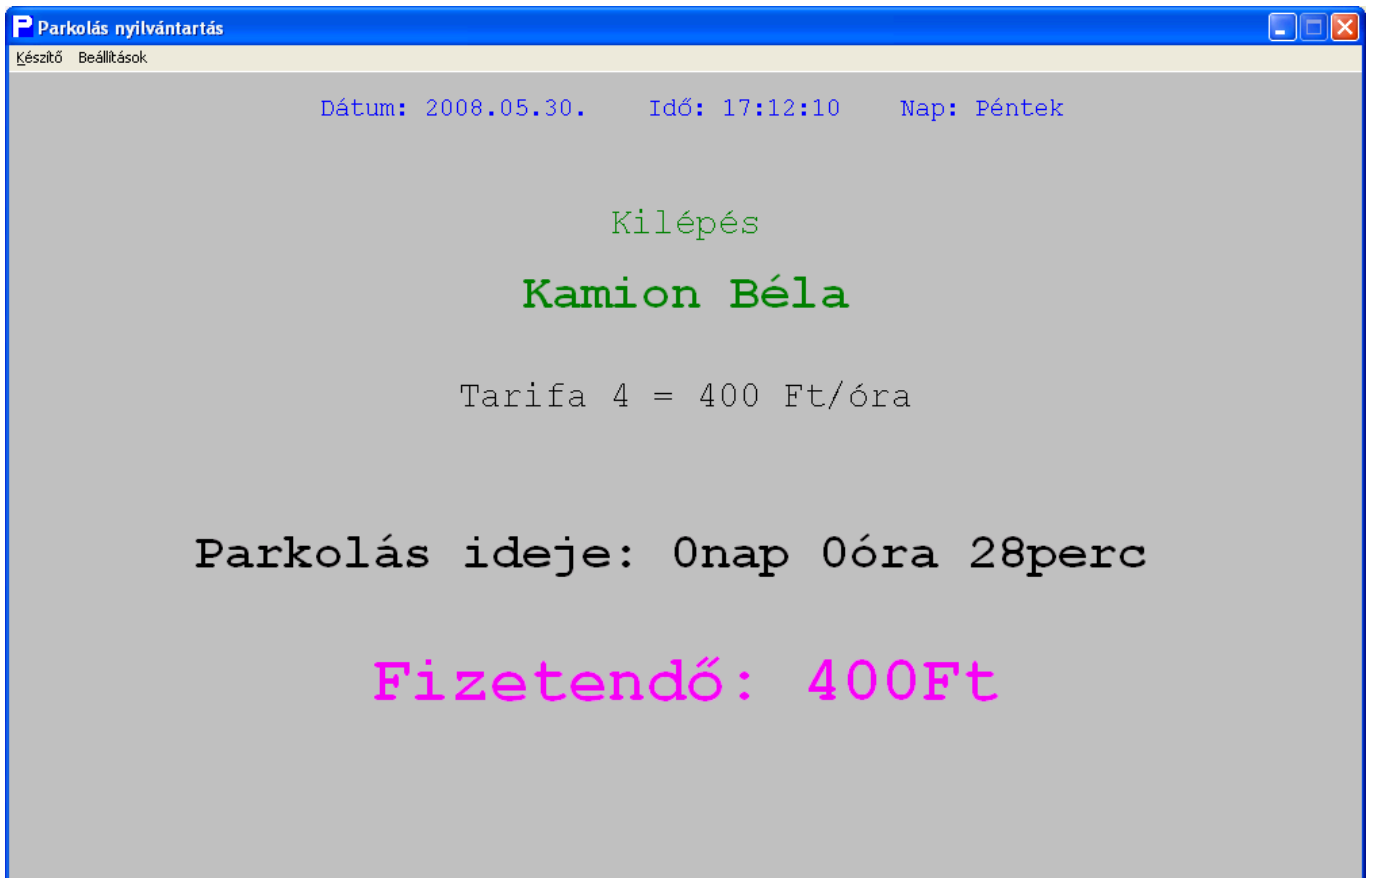 P Parkolás nyilvántartás
Készítő Beállítások
Dátum: 2008.05.30. Idő: 17:12:10 Nap: Péntek
Kilépés
Kamion Béla
Tarifa 4 = 400 Ft/óra
Parkolás ideje: 0nap 0óra 28perc
Fizetendő: 400Ft